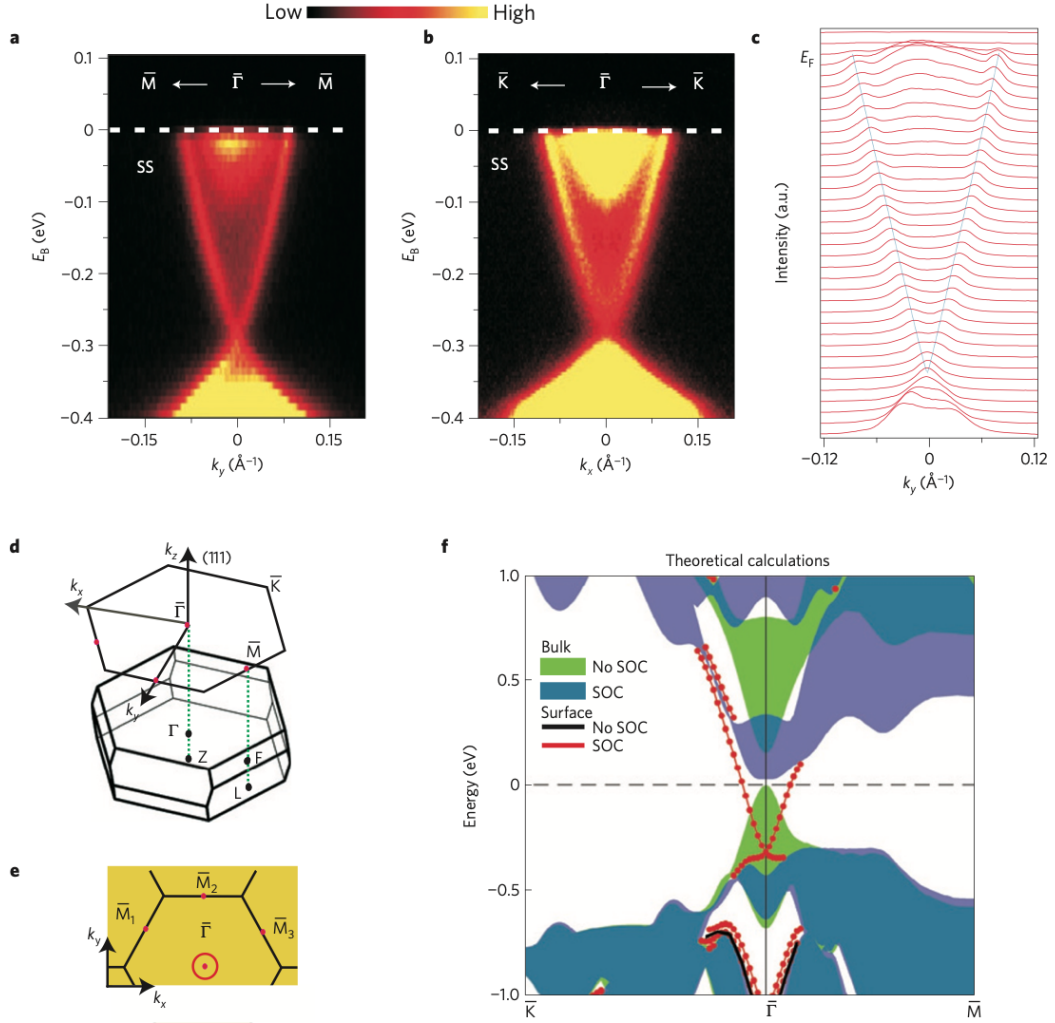 Low High
a
0.1
M̄ ← Γ̄ → M̄
0
SS
−0.1
−0.2
−0.3
−0.4
E_B (eV)
−0.15 0 0.15
k_y (Å⁻¹)
b
0.1
K̄ ← Γ̄ → K̄
0
SS
−0.1
−0.2
−0.3
−0.4
E_B (eV)
−0.15 0 0.15
k_x (Å⁻¹)
c
E_F
Intensity (a.u.)
−0.12 0 0.12
k_y (Å⁻¹)
d
k_z (111)
k_x
K̄
Γ̄
M̄
k_y
Γ
Z F
L
e
M̄₂
M̄₁
Γ̄ M̄₃
k_y
k_x
f
Theoretical calculations
1.0
Bulk
No SOC
SOC
Surface
No SOC
SOC
0.5
0
−0.5
−1.0
Energy (eV)
K̄ Γ̄ M̄